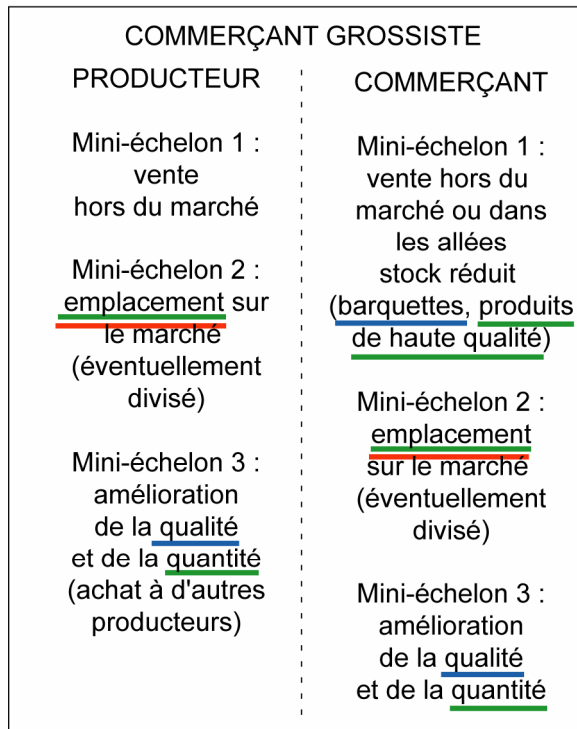 COMMERÇANT GROSSISTE
PRODUCTEUR
Mini-échelon 1 :
vente
hors du marché
Mini-échelon 2 :
emplacement sur
le marché
(éventuellement
divisé)
Mini-échelon 3 :
amélioration
de la qualité
et de la quantité
(achat à d'autres
producteurs)
COMMERÇANT
Mini-échelon 1 :
vente hors du
marché ou dans
les allées
stock réduit
(barquettes, produits
de haute qualité)
Mini-échelon 2 :
emplacement
sur le marché
(éventuellement
divisé)
Mini-échelon 3 :
amélioration
de la qualité
et de la quantité